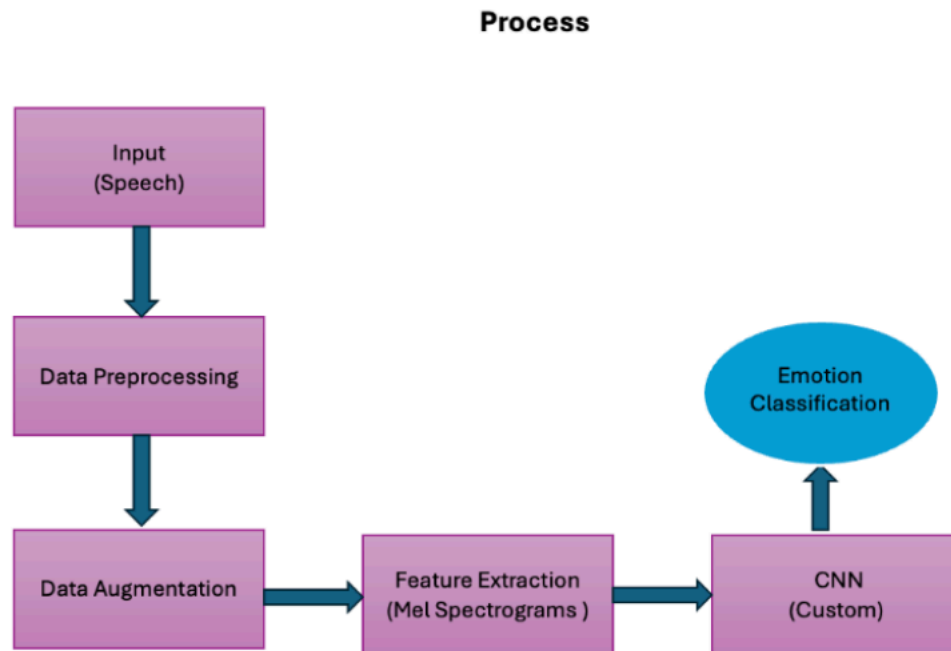 Process
Input
(Speech)
Data Preprocessing
Data Augmentation
Feature Extraction
(Mel Spectrograms )
CNN
(Custom)
Emotion
Classification